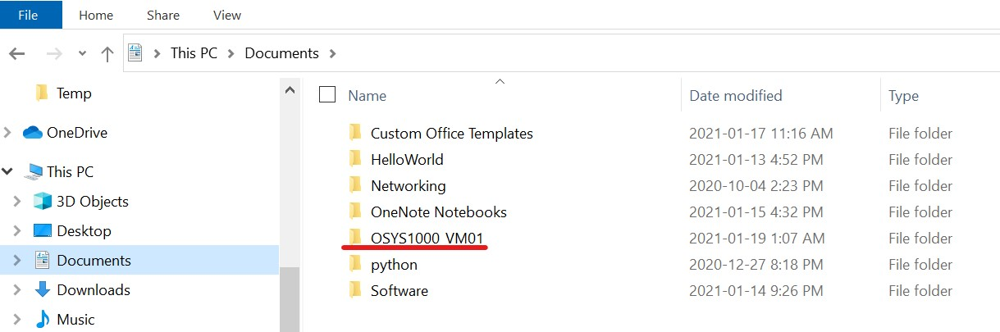 File Home Share View
This PC Documents
Temp
OneDrive
This PC
3D Objects
Desktop
Documents
Downloads
Music
Name Date modified Type
Custom Office Templates 2021-01-17 11:16 AM File folder
HelloWorld 2021-01-13 4:52 PM File folder
Networking 2020-10-04 2:23 PM File folder
OneNote Notebooks 2021-01-15 4:32 PM File folder
OSYS1000_VM01 2021-01-19 1:07 AM File folder
python 2020-12-27 8:18 PM File folder
Software 2021-01-14 9:26 PM File folder